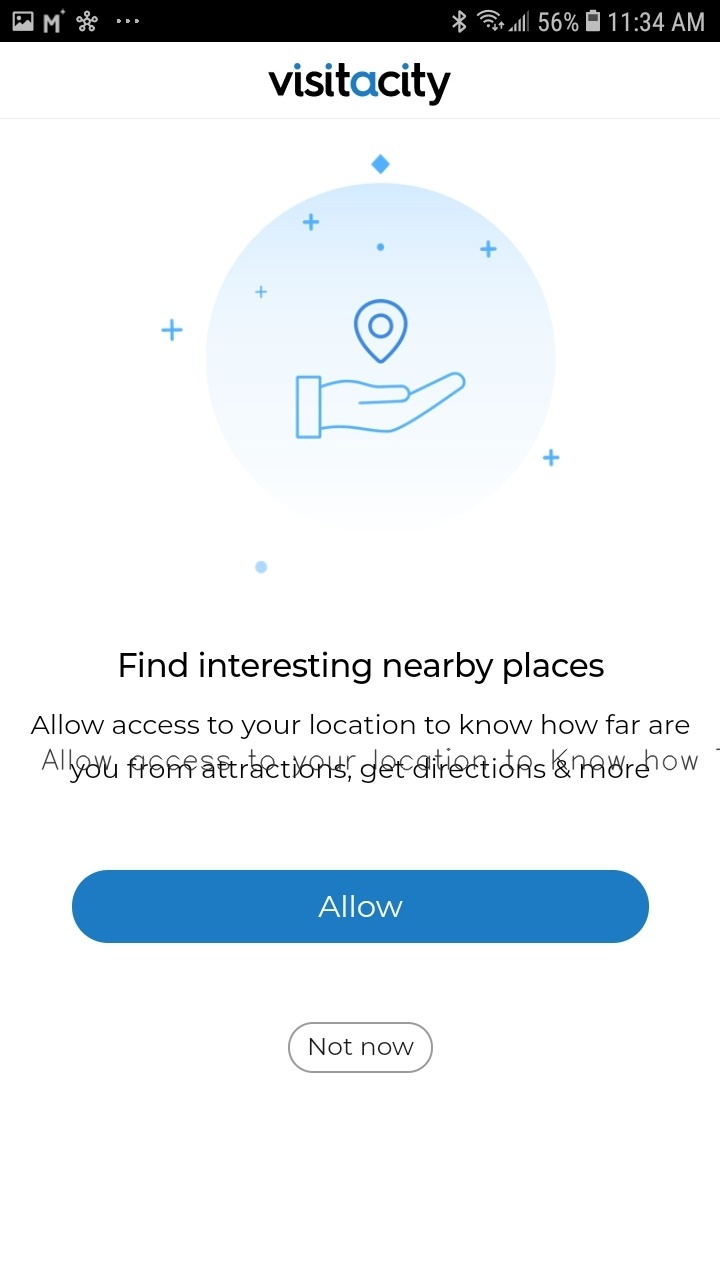 56% 11:34 AM
visitacity
Find interesting nearby places
Allow access to your location to know how far are
Allow access to your location to Know how
you from attractions, get directions & more
Allow
Not now